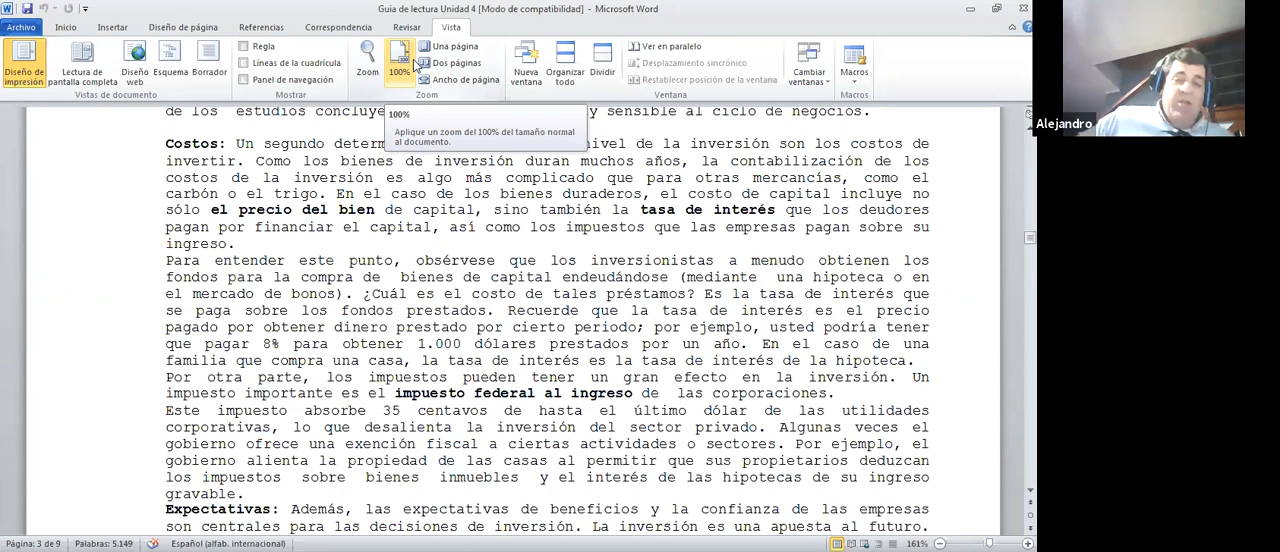 Guia de lectura Unidad 4 [Modo de compatibilidad] - Microsoft Word
Archivo Inicio Insertar Diseño de página Referencias Correspondencia Revisar Vista
Diseño de impresión
Lectura de pantalla completa
Diseño web
Esquema
Borrador
Vistas de documento
Regla
Líneas de la cuadrícula
Panel de navegación
Mostrar
Zoom
100%
Una página
Dos páginas
Ancho de página
Zoom
Nueva ventana
Organizar todo
Dividir
Ver en paralelo
Desplazamiento sincrónico
Restablecer posición de la ventana
Ventana
Cambiar ventanas
Macros
Macros
Alejandro
100%
Aplique un zoom del 100% del tamaño normal
al documento.
de los estudios concluye y sensible al ciclo de negocios.
Costos: Un segundo determ nivel de la inversión son los costos de
invertir. Como los bienes de inversión duran muchos años, la contabilización de los
costos de la inversión es algo más complicado que para otras mercancías, como el
carbón o el trigo. En el caso de los bienes duraderos, el costo de capital incluye no
sólo el precio del bien de capital, sino también la tasa de interés que los deudores
pagan por financiar el capital, así como los impuestos que las empresas pagan sobre su
ingreso.
Para entender este punto, obsérvese que los inversionistas a menudo obtienen los
fondos para la compra de bienes de capital endeudándose (mediante una hipoteca o en
el mercado de bonos). ¿Cuál es el costo de tales préstamos? Es la tasa de interés que
se paga sobre los fondos prestados. Recuerde que la tasa de interés es el precio
pagado por obtener dinero prestado por cierto periodo; por ejemplo, usted podría tener
que pagar 8% para obtener 1.000 dólares prestados por un año. En el caso de una
familia que compra una casa, la tasa de interés es la tasa de interés de la hipoteca.
Por otra parte, los impuestos pueden tener un gran efecto en la inversión. Un
impuesto importante es el impuesto federal al ingreso de las corporaciones.
Este impuesto absorbe 35 centavos de hasta el último dólar de las utilidades
corporativas, lo que desalienta la inversión del sector privado. Algunas veces el
gobierno ofrece una exención fiscal a ciertas actividades o sectores. Por ejemplo, el
gobierno alienta la propiedad de las casas al permitir que sus propietarios deduzcan
los impuestos sobre bienes inmuebles y el interés de las hipotecas de su ingreso
gravable.
Expectativas: Además, las expectativas de beneficios y la confianza de las empresas
son centrales para las decisiones de inversión. La inversión es una apuesta al futuro.
Página: 3 de 9 Palabras: 5.149 Español (alfab. internacional) 161%